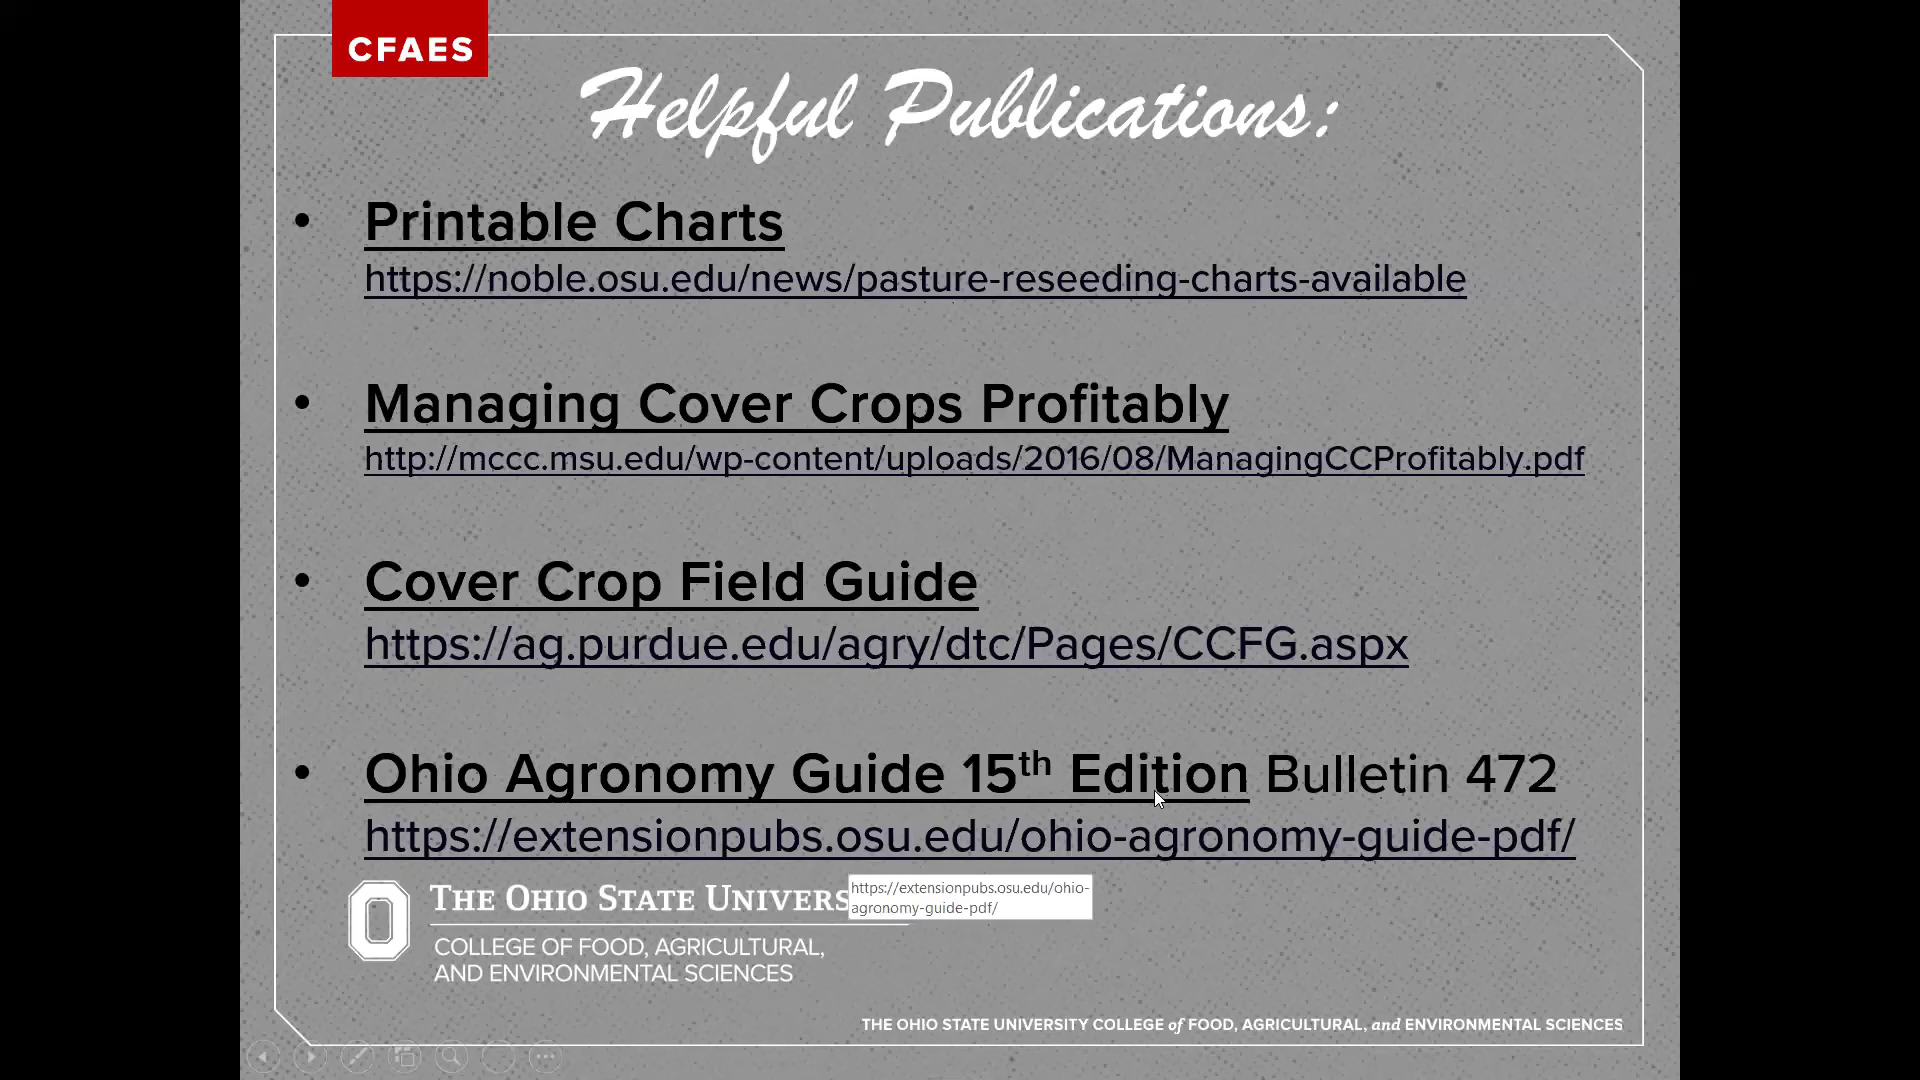 CFAES
Helpful Publications:
• Printable Charts
https://noble.osu.edu/news/pasture-reseeding-charts-available
• Managing Cover Crops Profitably
http://mccc.msu.edu/wp-content/uploads/2016/08/ManagingCCProfitably.pdf
• Cover Crop Field Guide
https://ag.purdue.edu/agry/dtc/Pages/CCFG.aspx
• Ohio Agronomy Guide 15th Edition Bulletin 472
https://extensionpubs.osu.edu/ohio-agronomy-guide-pdf/
THE OHIO STATE UNIVERS
https://extensionpubs.osu.edu/ohio-
agronomy-guide-pdf/
COLLEGE OF FOOD, AGRICULTURAL,
AND ENVIRONMENTAL SCIENCES
THE OHIO STATE UNIVERSITY COLLEGE of FOOD, AGRICULTURAL, and ENVIRONMENTAL SCIENCES